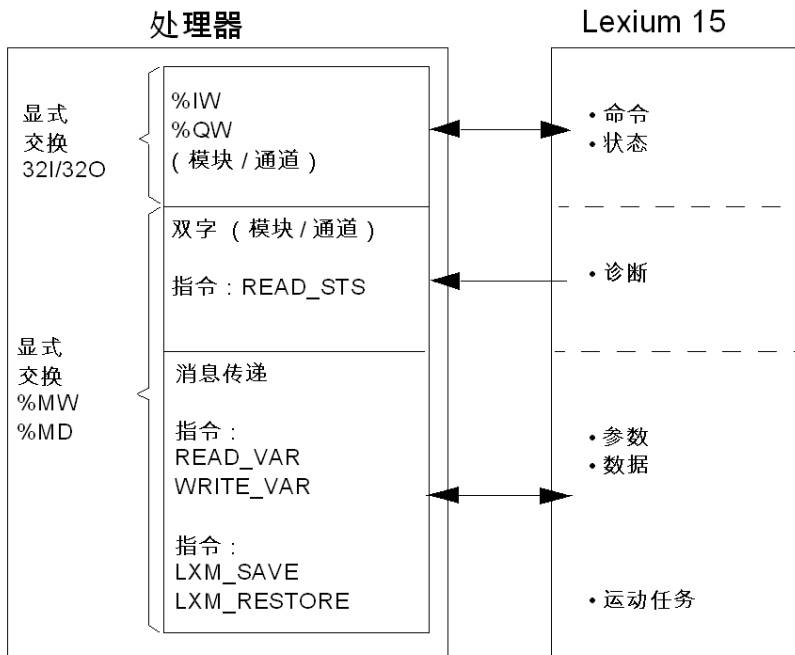 处理器
Lexium 15
显式
交换
32I/32O
%IW
%QW
(模块 / 通道)
• 命令
• 状态
双字 (模块 / 通道)
指令 : READ_STS
• 诊断
显式
交换
%MW
%MD
消息传递
指令 :
READ_VAR
WRITE_VAR
指令 :
LXM_SAVE
LXM_RESTORE
• 参数
• 数据
• 运动任务